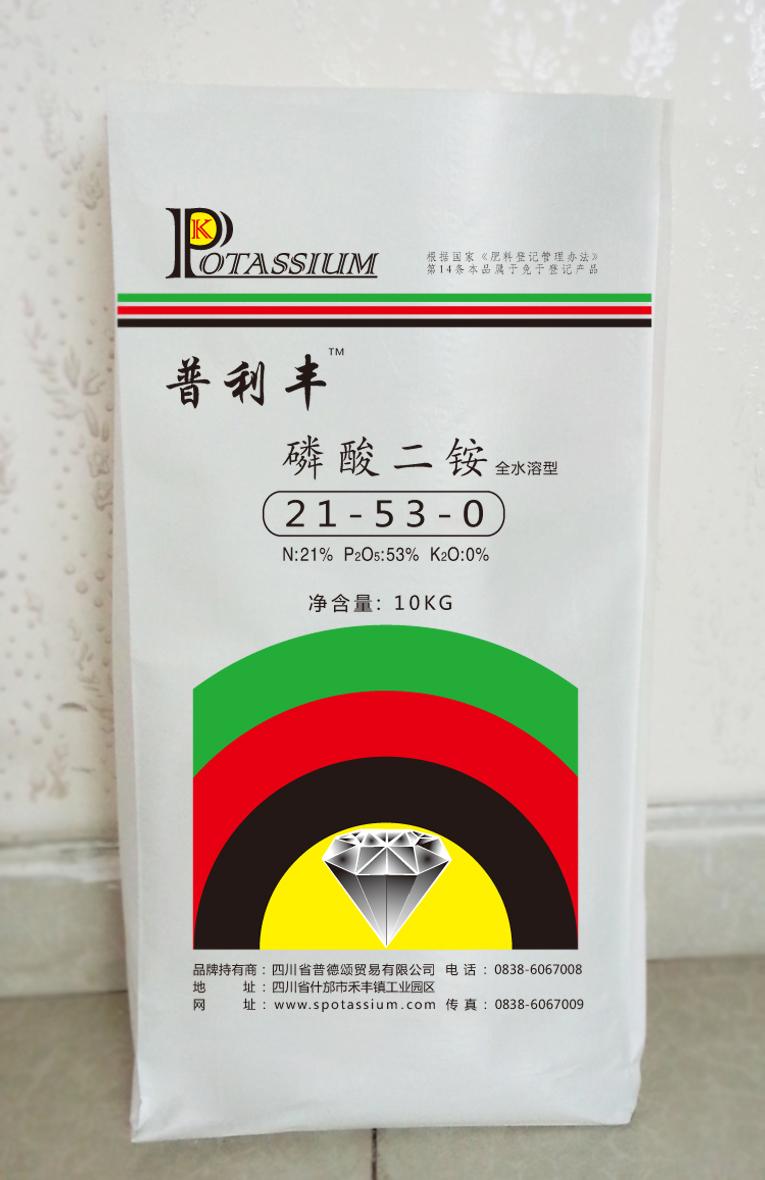 POTASSIUM
K
根据国家《肥料登记管理办法》
第14条本品属于免于登记产品
普利丰™
磷酸二铵 全水溶型
21-53-0
N:21% P₂O₅:53% K₂O:0%
净含量: 10KG
品牌持有商: 四川省普德颂贸易有限公司 电话: 0838-6067008
地 址: 四川省什邡市禾丰镇工业园区
网 址: www.spotassium.com 传真: 0838-6067009